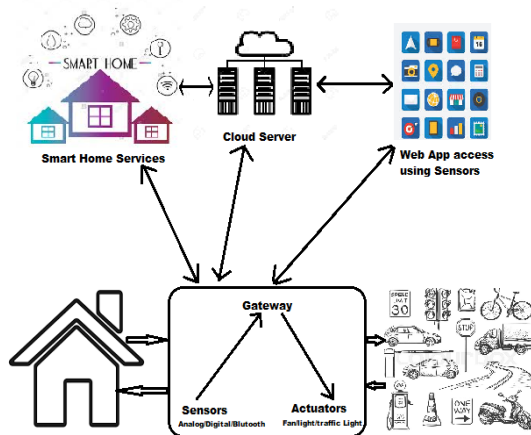 SMART HOME
Smart Home Services
Cloud Server
16
Web App access
using Sensors
Gateway
Sensors
Analog/Digital/Blutooth
Actuators
Fan/light/traffic Light
SPEED
30
STOP
ONE
WAY